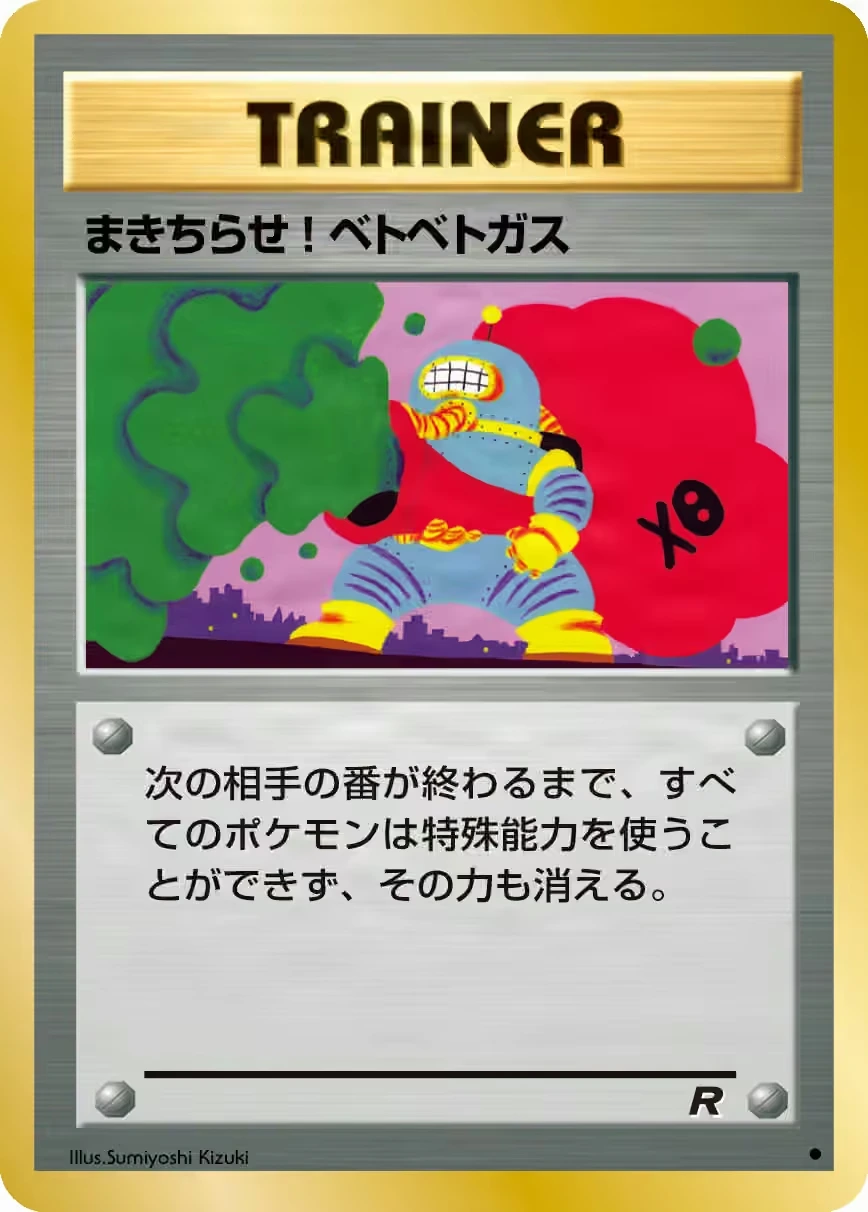 TRAINER
まきちらせ！ベトベトガス
X8
次の相手の番が終わるまで、すべ
てのポケモンは特殊能力を使うこ
とができず、その力も消える。
R
Illus.Sumiyoshi Kizuki